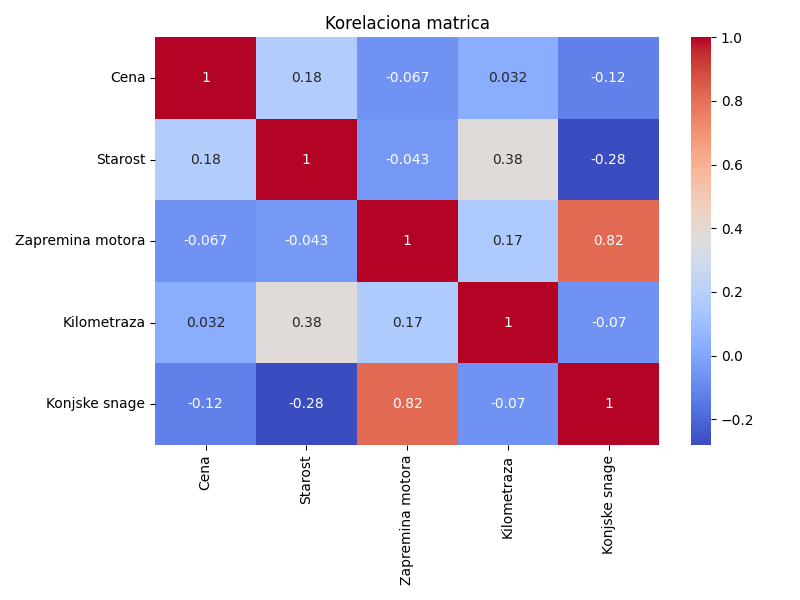 Korelaciona matrica
Cena 1 0.18 -0.067 0.032 -0.12
Starost 0.18 1 -0.043 0.38 -0.28
Zapremina motora -0.067 -0.043 1 0.17 0.82
Kilometraza 0.032 0.38 0.17 1 -0.07
Konjske snage -0.12 -0.28 0.82 -0.07 1
Cena
Starost
Zapremina motora
Kilometraza
Konjske snage
1.0
0.8
0.6
0.4
0.2
0.0
−0.2